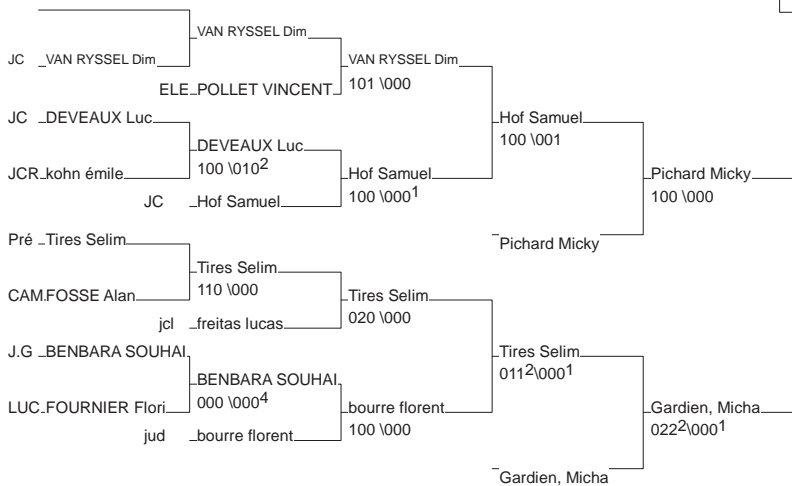 VAN RYSSEL Dim
JC VAN RYSSEL Dim VAN RYSSEL Dim
ELE POLLET VINCENT 101 \000
JC DEVEAUX Luc Hof Samuel
100 \001
DEVEAUX Luc
100 \010²
JCR kohn émile Hof Samuel Pichard Micky
100 \000¹ 100 \000
JC Hof Samuel
Pré Tires Selim Pichard Micky
Tires Selim
110 \000
CAM FOSSE Alan Tires Selim
020 \000
jcl freitas lucas
J.G BENBARA SOUHAI Tires Selim
011²\000¹
BENBARA SOUHAI
000 \000⁴
LUC FOURNIER Flori bourre florent Gardien, Micha
100 \000 022²\000¹
jud bourre florent
Gardien, Micha